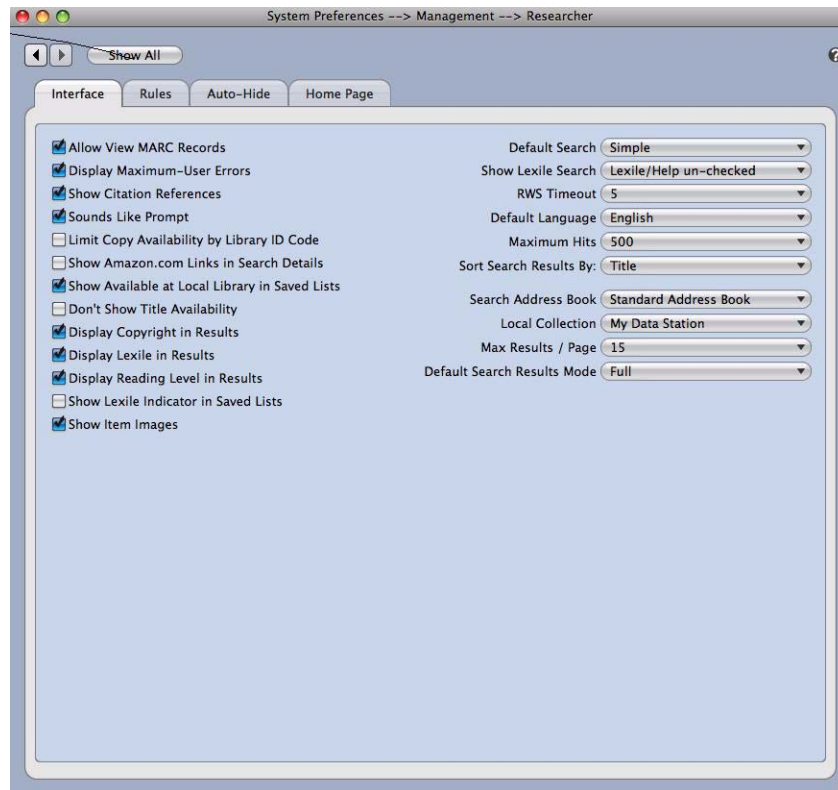 System Preferences --> Management --> Researcher
Show All
?
Interface Rules Auto-Hide Home Page
Allow View MARC Records
Display Maximum-User Errors
Show Citation References
Sounds Like Prompt
Limit Copy Availability by Library ID Code
Show Amazon.com Links in Search Details
Show Available at Local Library in Saved Lists
Don't Show Title Availability
Display Copyright in Results
Display Lexile in Results
Display Reading Level in Results
Show Lexile Indicator in Saved Lists
Show Item Images
Default Search Simple
Show Lexile Search Lexile/Help un-checked
RWS Timeout 5
Default Language English
Maximum Hits 500
Sort Search Results By: Title
Search Address Book Standard Address Book
Local Collection My Data Station
Max Results / Page 15
Default Search Results Mode Full